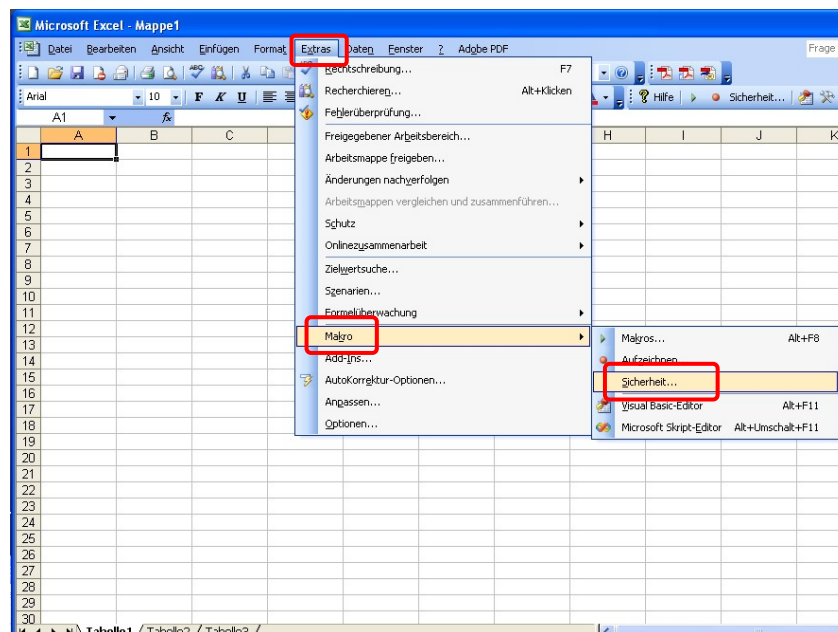 Microsoft Excel - Mappe1
Datei Bearbeiten Ansicht Einfügen Format Extras Daten Fenster ? Adobe PDF Frage
Arial 10 F K U Hilfe Sicherheit...
A1 fx
A B C H I J K
1
2
3
4
5
6
7
8
9
10
11
12
13
14
15
16
17
18
19
20
21
22
23
24
25
26
27
28
29
30
Rechtschreibung... F7
Recherchieren... Alt+Klicken
Fehlerüberprüfung...
Freigegebener Arbeitsbereich...
Arbeitsmappe freigeben...
Änderungen nachverfolgen
Arbeitsmappen vergleichen und zusammenführen...
Schutz
Onlinezusammenarbeit
Zielwertsuche...
Szenarien...
Formelüberwachung
Makro
Add-Ins...
AutoKorrektur-Optionen...
Anpassen...
Optionen...
Makros... Alt+F8
Aufzeichnen
Sicherheit...
Visual Basic-Editor Alt+F11
Microsoft Skript-Editor Alt+Umschalt+F11
Tabelle1 / Tabelle2 / Tabelle3 /